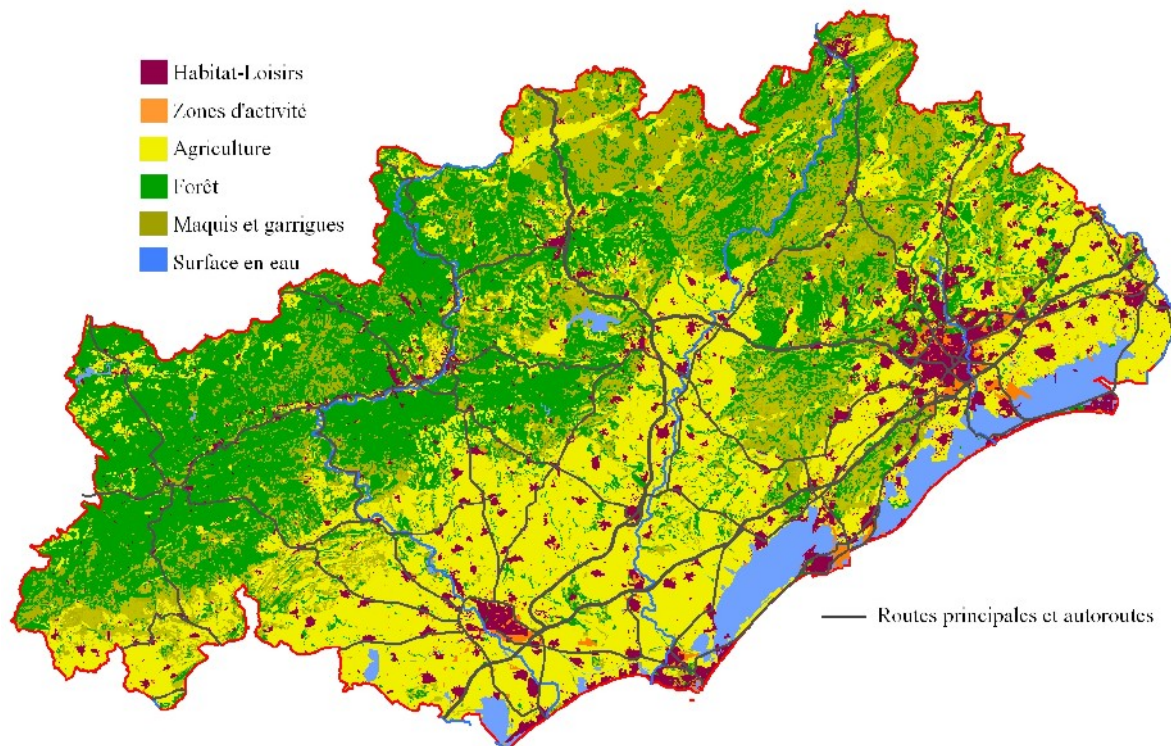 Habitat-Loisirs
Zones d'activité
Agriculture
Forêt
Maquis et garrigues
Surface en eau
Routes principales et autoroutes